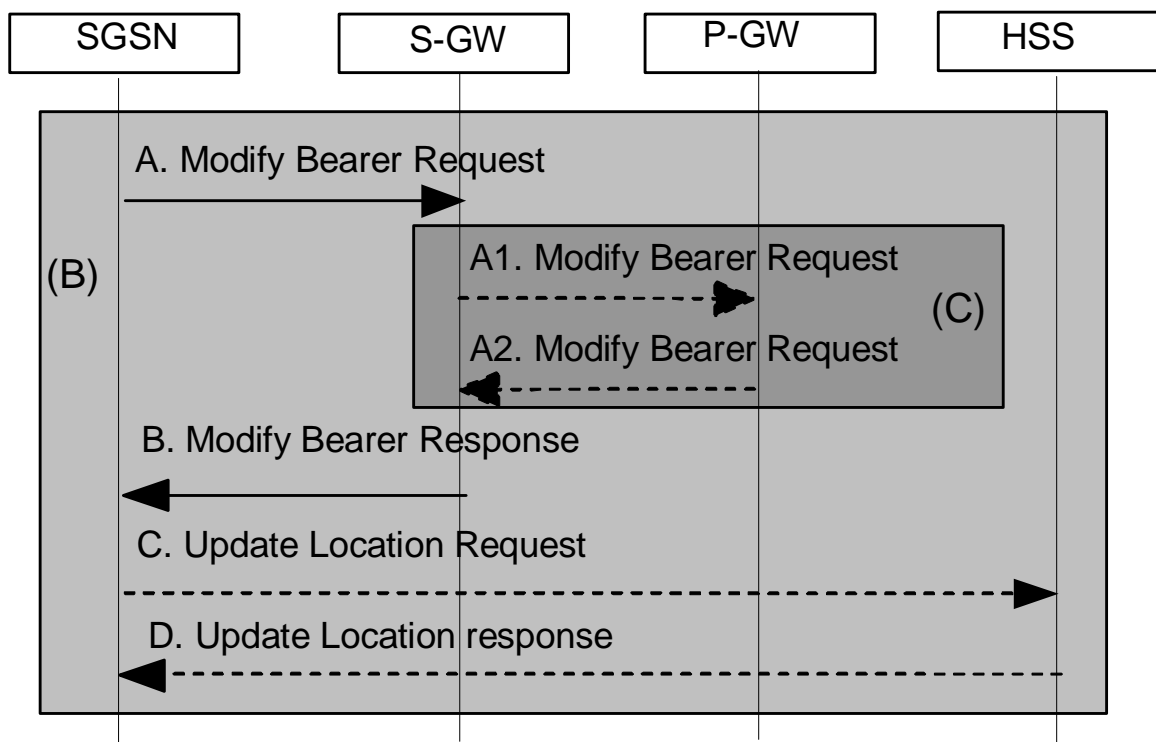 SGSN
S-GW
P-GW
HSS
A. Modify Bearer Request
(B)
A1. Modify Bearer Request
(C)
A2. Modify Bearer Request
B. Modify Bearer Response
C. Update Location Request
D. Update Location response